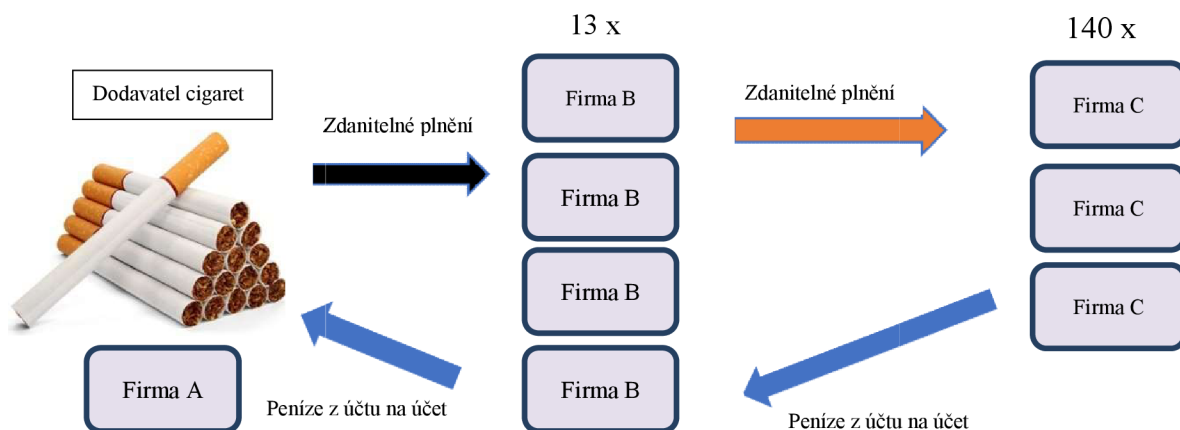 13 x
140 x
Dodavatel cigaret
Zdanitelné plnění
Firma B
Zdanitelné plnění
Firma C
Firma B
Firma C
Firma B
Firma C
Firma A
Firma B
Peníze z účtu na účet
Peníze z účtu na účet